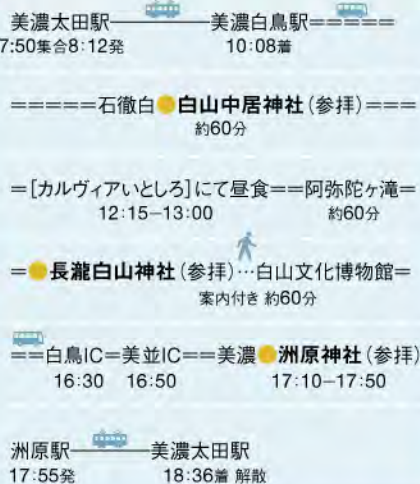 美濃太田駅―――美濃白鳥駅=====
7:50集合8:12発 10:08着
=====石徹白●白山中居神社(参拝)===
約60分
=[カルヴィアいとしろ]にて昼食==阿弥陀ヶ滝=
12:15−13:00 約60分
=●長瀧白山神社(参拝)…白山文化博物館=
案内付き 約60分
==白鳥IC=美並IC==美濃●洲原神社(参拝)
16:30 16:50 17:10−17:50
洲原駅―――美濃太田駅
17:55発 18:36着 解散